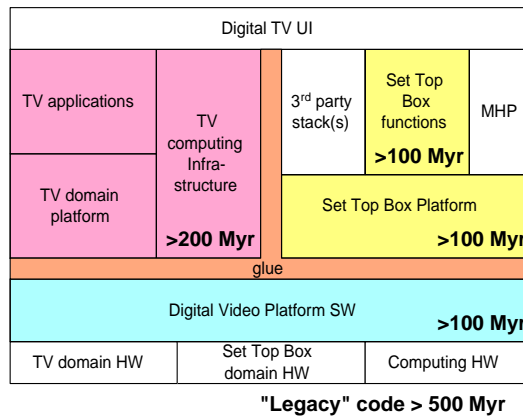 Digital TV UI
TV applications
TV
computing
Infra-
structure
>200 Myr
TV domain
platform
3rd party
stack(s)
Set Top
Box
functions
>100 Myr
MHP
Set Top Box Platform
>100 Myr
glue
Digital Video Platform SW
>100 Myr
TV domain HW
Set Top Box
domain HW
Computing HW
"Legacy" code > 500 Myr